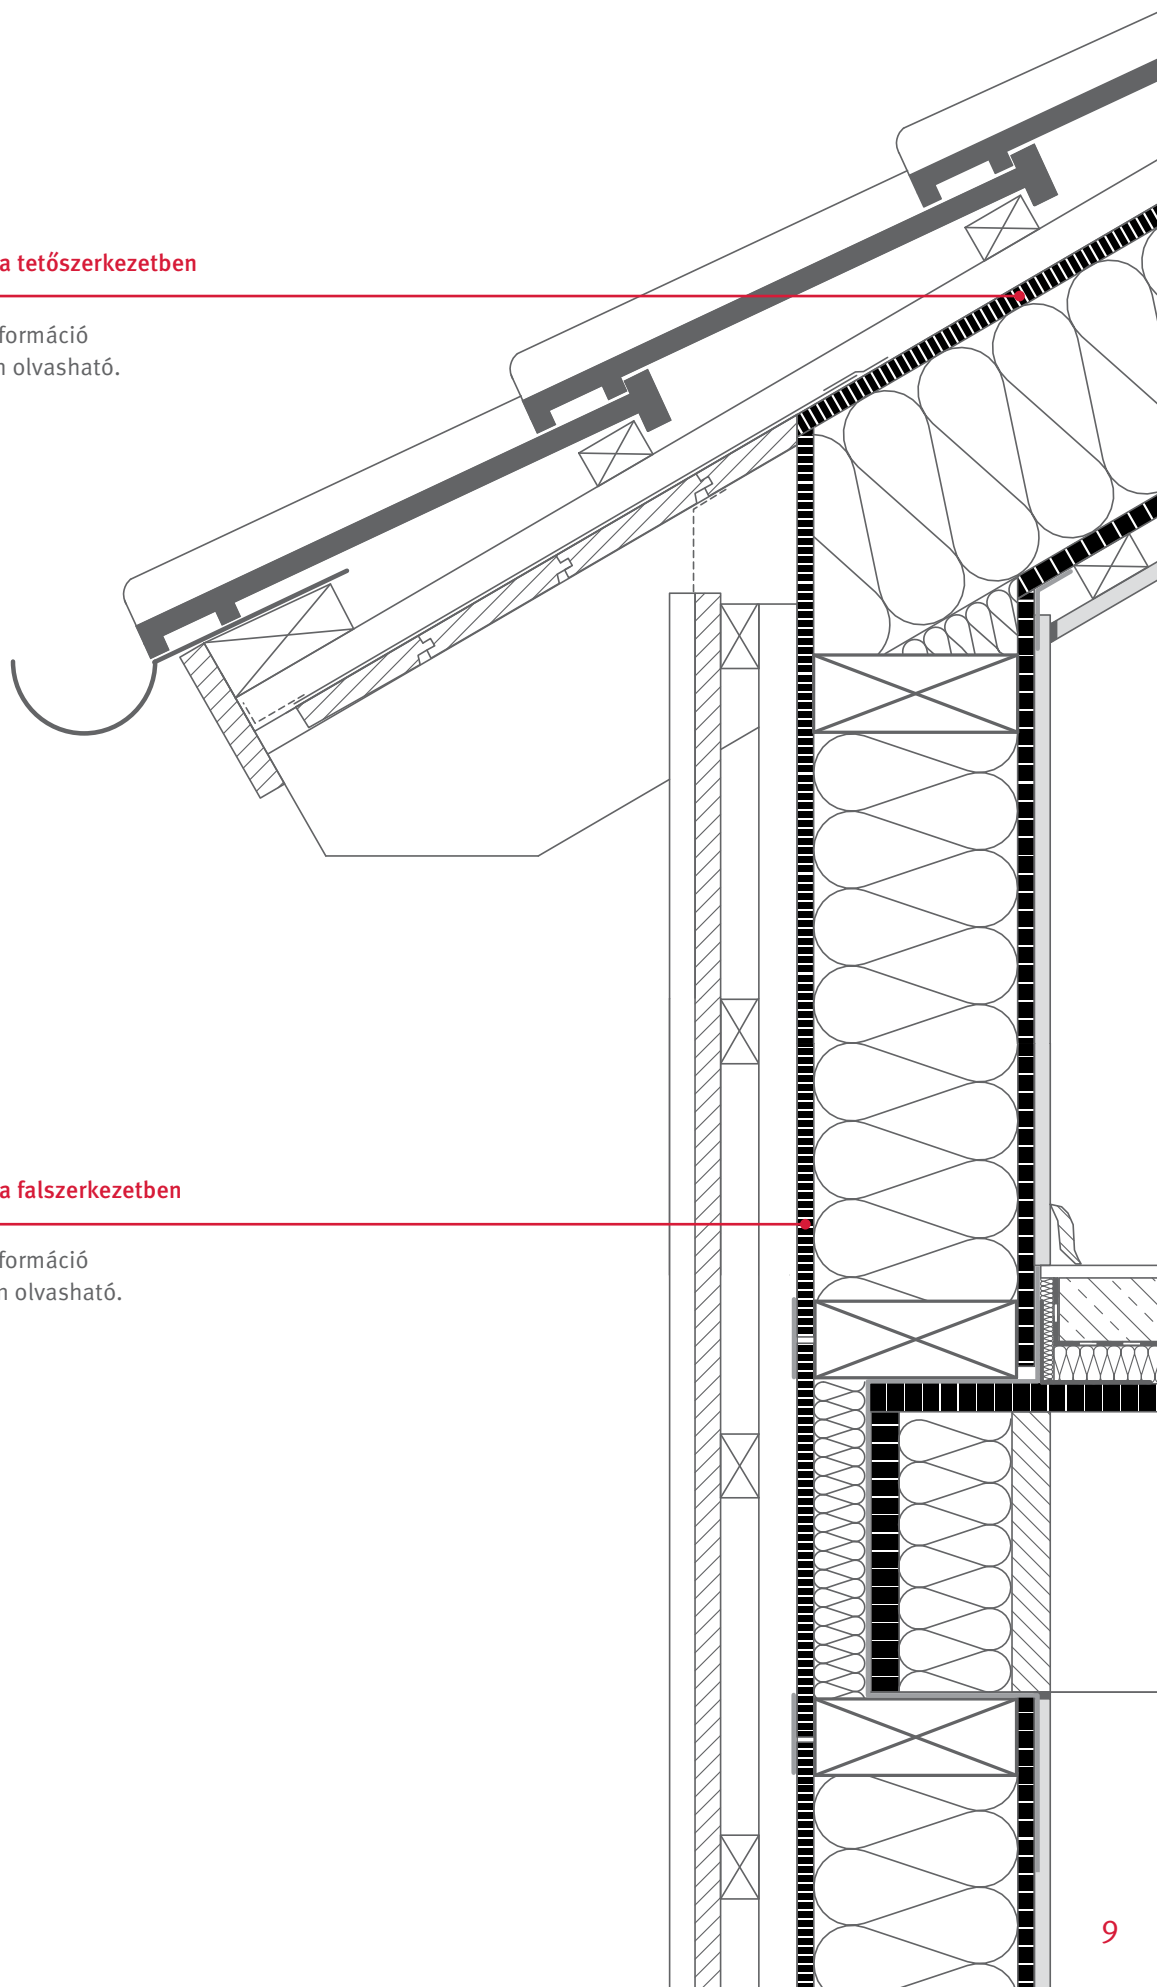 a tetőszerkezetben
formáció
olvasható.
a falszerkezetben
formáció
olvasható.
9